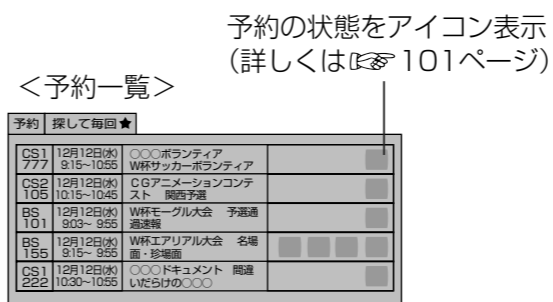 予約の状態をアイコン表示
(詳しくは☞101ページ)
<予約一覧>
予約 探して毎回★
CS1 12月12日(水) ○○○ボランティア
777 9:15~10:55 W杯サッカーボランティア
CS2 12月12日(水) CGアニメーションコンテ
105 10:15~10:45 スト 関西予選
BS 12月12日(水) W杯モーグル大会 予選通
101 9:03~ 9:55 過速報
BS 12月12日(水) W杯エアリアル大会 名場
155 9:15~ 9:55 面・珍場面
CS1 12月12日(水) ○○○ドキュメント 間違
222 10:30~10:55 いだらけの○○○